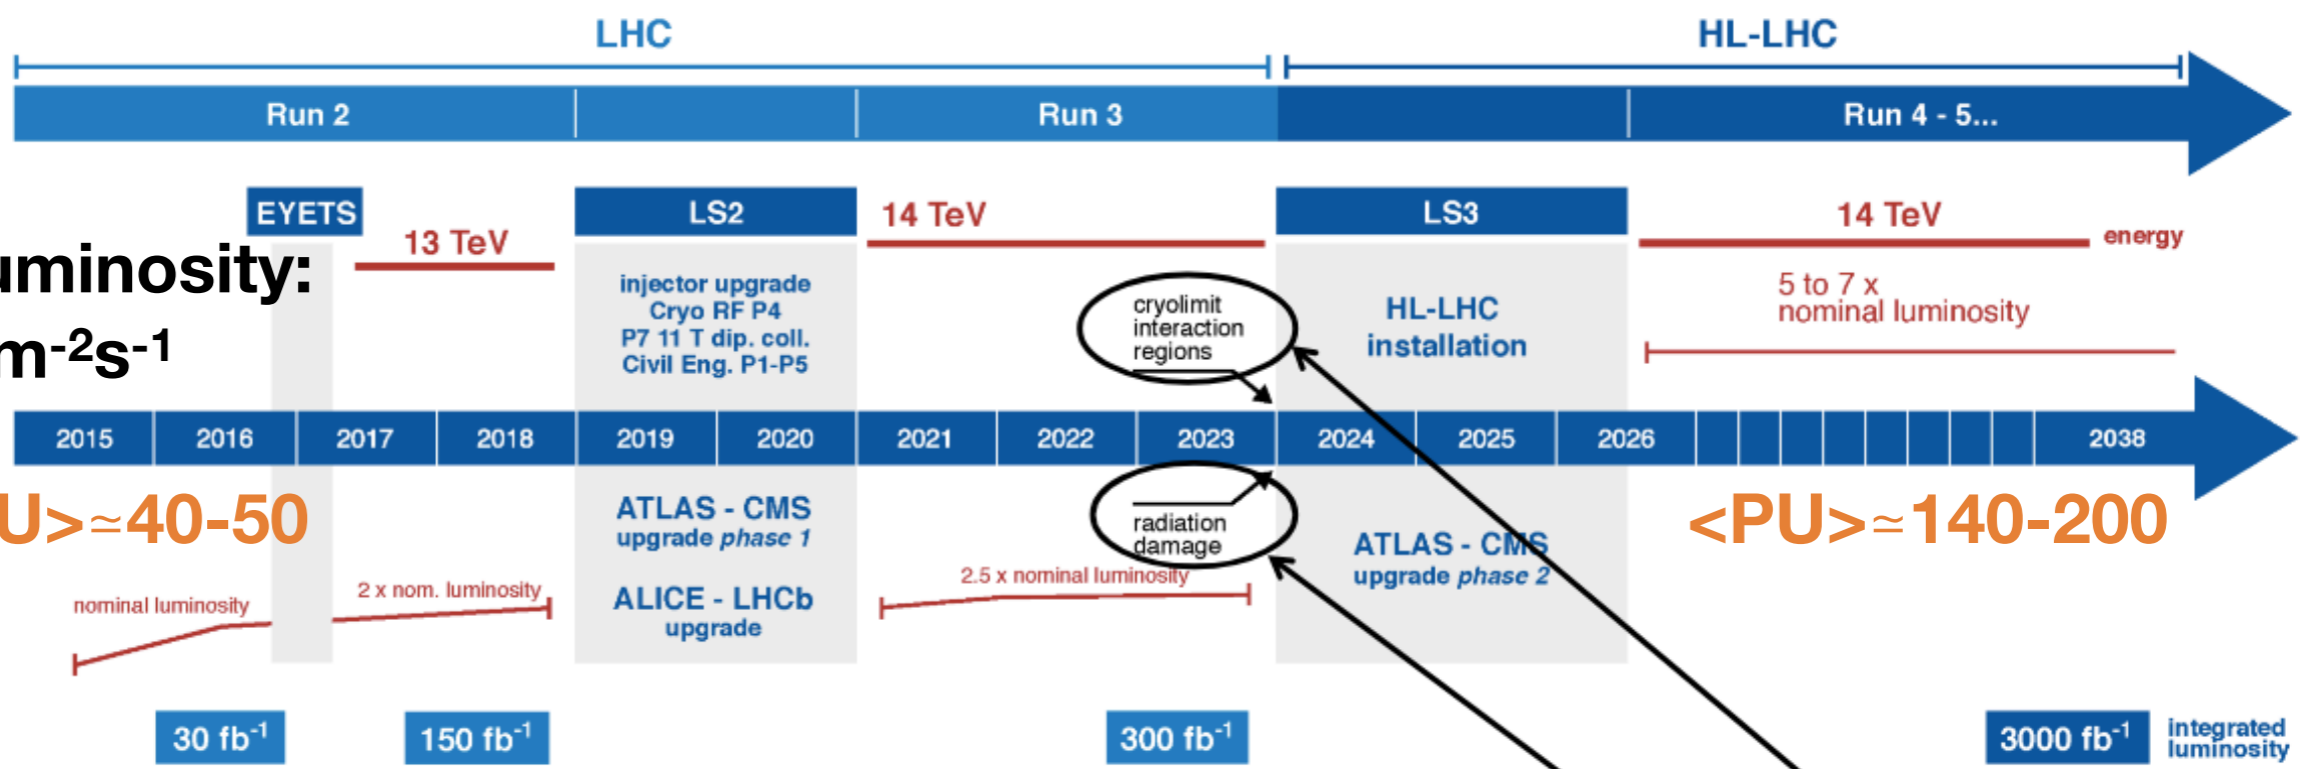 LHC
HL-LHC
Run 2
Run 3
Run 4 - 5...
EYETS
LS2
14 TeV
LS3
14 TeV
energy
13 TeV
uminosity:
m-2s-1
injector upgrade
Cryo RF P4
P7 11 T dip. coll.
Civil Eng. P1-P5
cryolimit
interaction
regions
HL-LHC
installation
5 to 7 x
nominal luminosity
2015
2016
2017
2018
2019
2020
2021
2022
2023
2024
2025
2026
2038
U>≃40-50
<PU>≃140-200
ATLAS - CMS
upgrade phase 1
ALICE - LHCb
upgrade
radiation
damage
ATLAS - CMS
upgrade phase 2
nominal luminosity
2 x nom. luminosity
2.5 x nominal luminosity
30 fb-1
150 fb-1
300 fb-1
3000 fb-1
integrated
luminosity